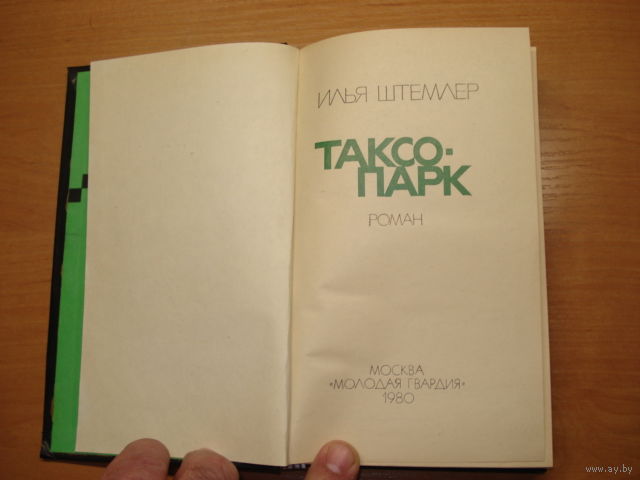 ИЛЬЯ ШТЕМЛЕР
ТАКСО-
ПАРК
РОМАН
МОСКВА
«МОЛОДАЯ ГВАРДИЯ»
1980
www.ay.by